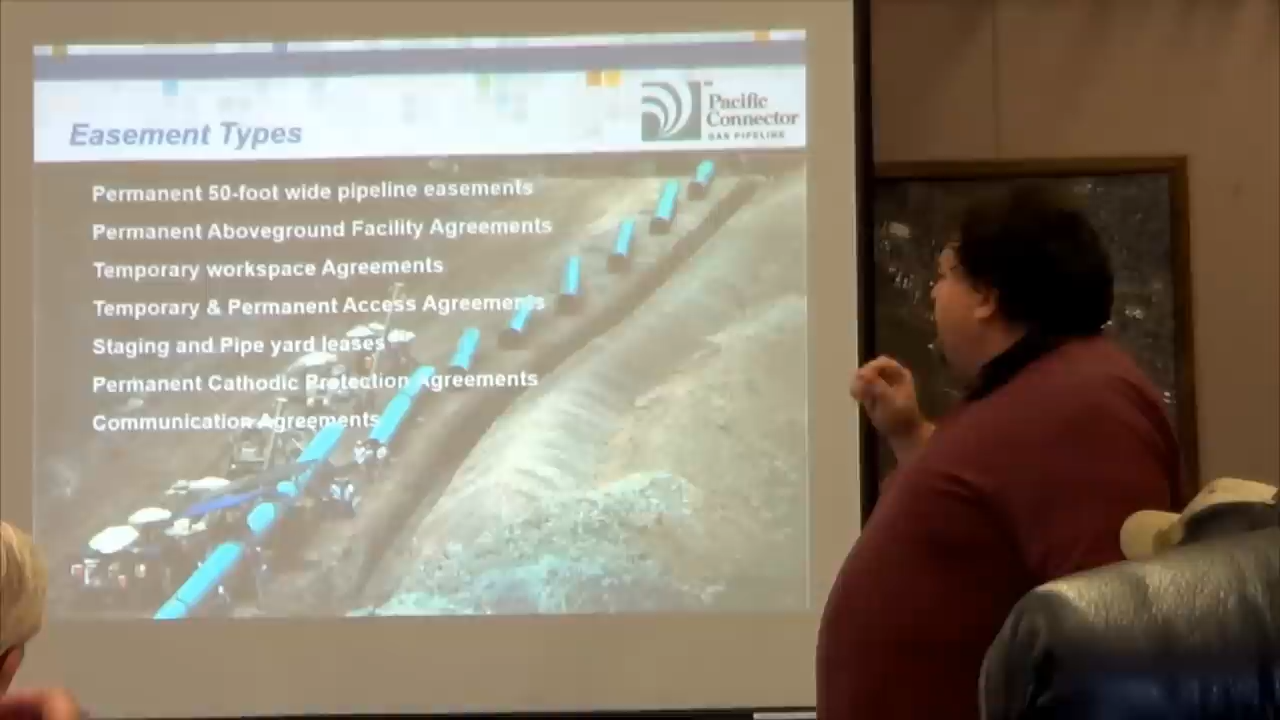 Pacific
Connector
GAS PIPELINE
Easement Types
Permanent 50-foot wide pipeline easements
Permanent Aboveground Facility Agreements
Temporary workspace Agreements
Temporary & Permanent Access Agreements
Staging and Pipe yard leases
Permanent Cathodic Protection Agreements
Communication Agreements